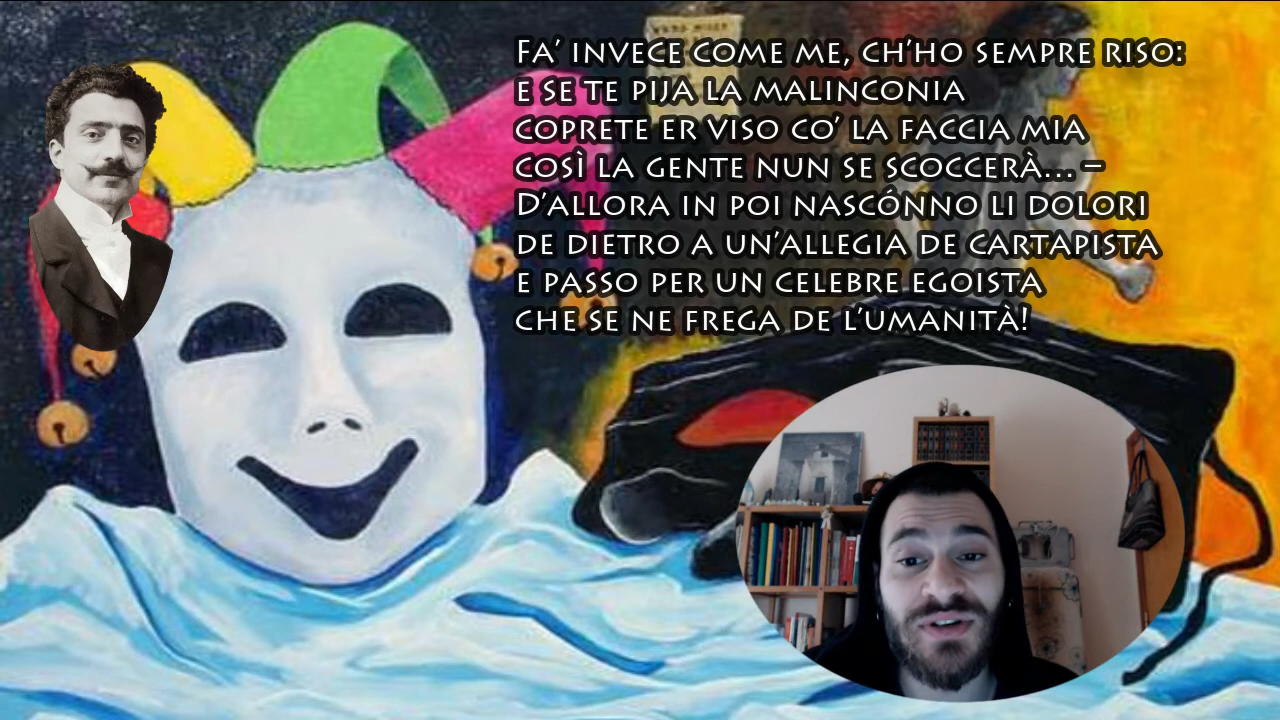 Fa' invece come me, ch'ho sempre riso:
e se te pija la malinconia
coprete er viso co' la faccia mia
così la gente nun se scoccerà... –
D'allora in poi nascónno li dolori
de dietro a un'allegia de cartapista
e passo per un celebre egoista
che se ne frega de l'umanità!